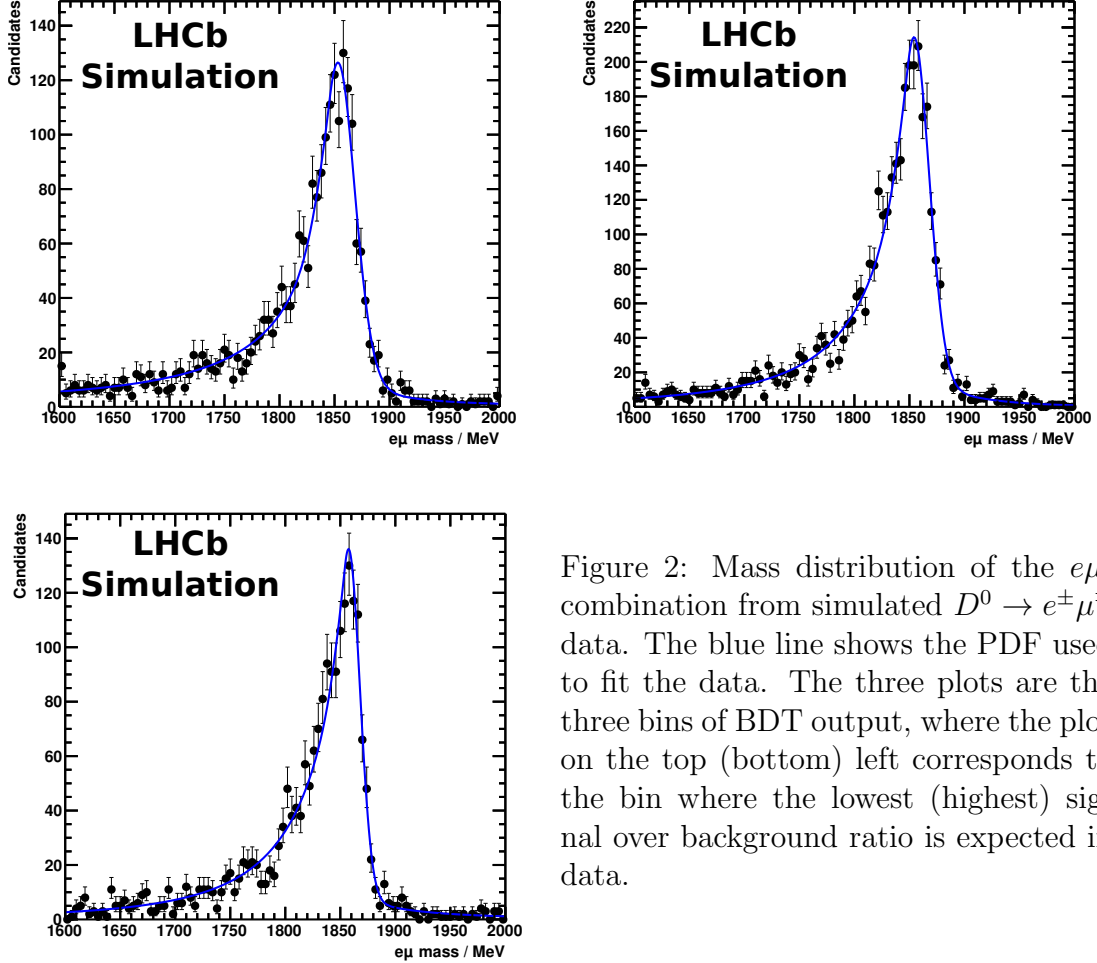 Candidates
140
120
100
80
60
40
20
0
LHCb
Simulation
1600 1650 1700 1750 1800 1850 1900 1950 2000
eμ mass / MeV
Candidates
220
200
180
160
140
120
100
80
60
40
20
0
LHCb
Simulation
1600 1650 1700 1750 1800 1850 1900 1950 2000
eμ mass / MeV
Candidates
140
120
100
80
60
40
20
0
LHCb
Simulation
1600 1650 1700 1750 1800 1850 1900 1950 2000
eμ mass / MeV
Figure 2: Mass distribution of the eμ
combination from simulated D⁰ → e±μ
data. The blue line shows the PDF used
to fit the data. The three plots are th
three bins of BDT output, where the plo
on the top (bottom) left corresponds t
the bin where the lowest (highest) sig
nal over background ratio is expected in
data.